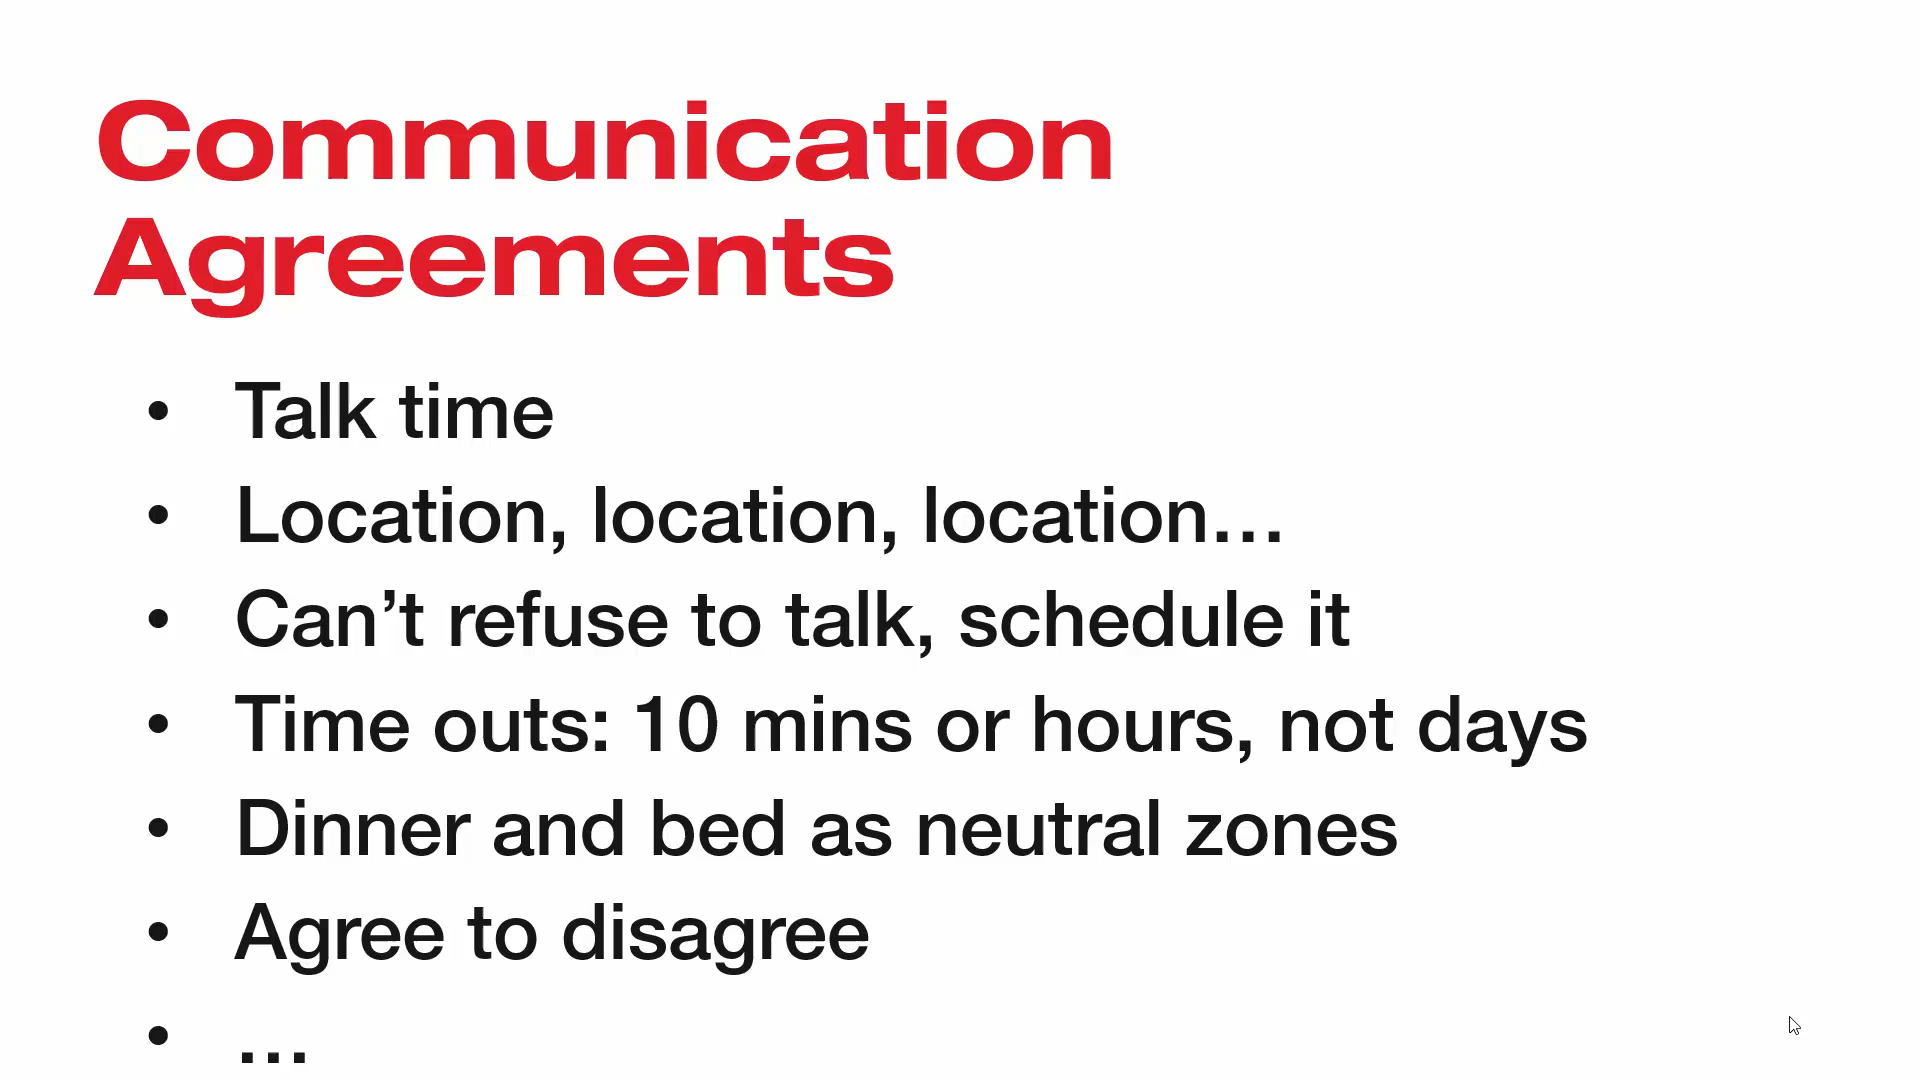 Communication
Agreements
• Talk time
• Location, location, location…
• Can’t refuse to talk, schedule it
• Time outs: 10 mins or hours, not days
• Dinner and bed as neutral zones
• Agree to disagree
• …